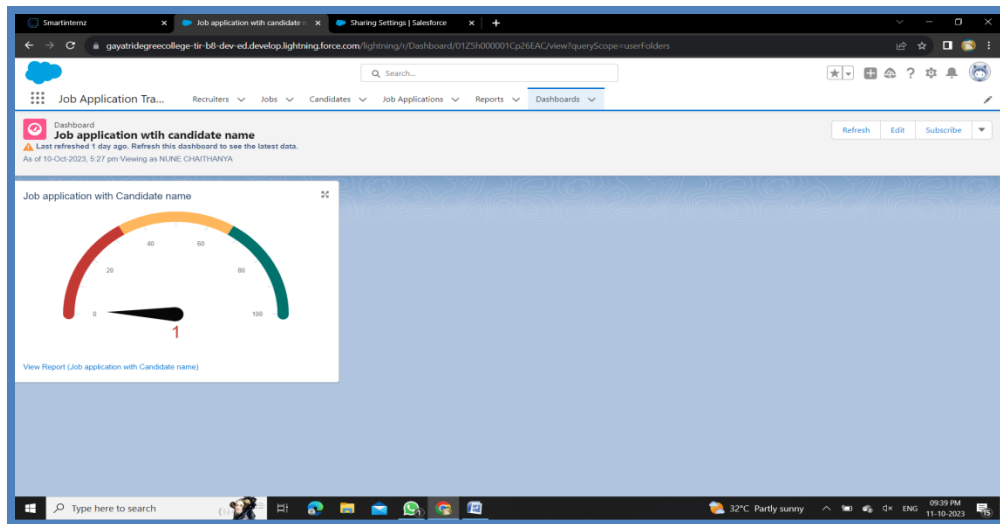 Smartinternz
Job application wtih candidate n
Sharing Settings | Salesforce
gayatridegreecollege-tir-b8-dev-ed.develop.lightning.force.com/lightning/r/Dashboard/01Z5h000001Cp26EAC/view?queryScope=userFolders
Search...
Job Application Tra...
Recruiters
Jobs
Candidates
Job Applications
Reports
Dashboards
Dashboard
Job application wtih candidate name
Last refreshed 1 day ago. Refresh this dashboard to see the latest data.
As of 10-Oct-2023, 5:27 pm·Viewing as NUNE CHAITHANYA
Refresh
Edit
Subscribe
Job application with Candidate name
0
20
40
60
80
100
1
View Report (Job application with Candidate name)
Type here to search
32°C Partly sunny
ENG
09:39 PM
11-10-2023